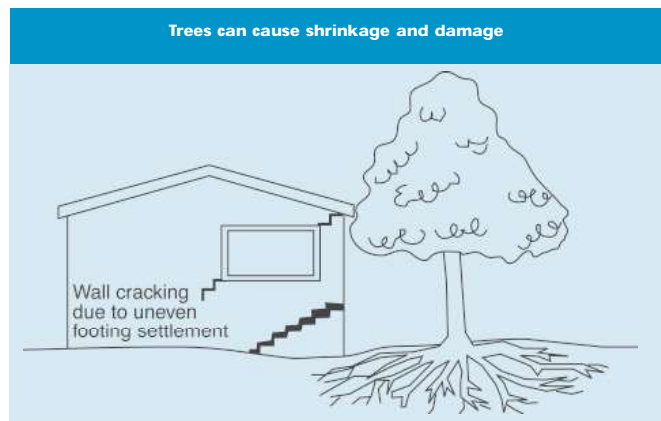 Trees can cause shrinkage and damage
Wall cracking
due to uneven
footing settlement